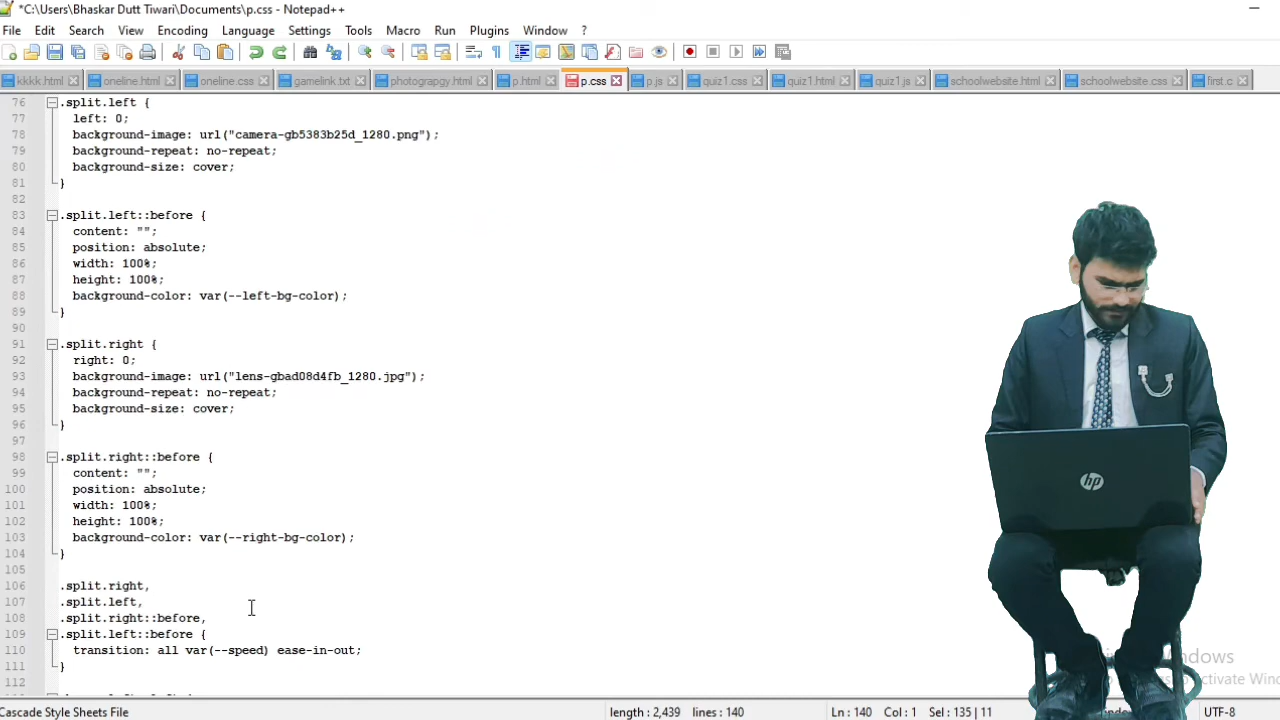 *C:\Users\Bhaskar Dutt Tiwari\Documents\p.css - Notepad++
File Edit Search View Encoding Language Settings Tools Macro Run Plugins Window ?
kkkk.html oneline.html oneline.css gamelink.txt photograpgy.html p.html p.css p.js quiz1.css quiz1.html quiz1.js schoolwebsite.html schoolwebsite.css first.c
76 .split.left {
77 left: 0;
78 background-image: url("camera-gb5383b25d_1280.png");
79 background-repeat: no-repeat;
80 background-size: cover;
81 }
82
83 .split.left::before {
84 content: "";
85 position: absolute;
86 width: 100%;
87 height: 100%;
88 background-color: var(--left-bg-color);
89 }
90
91 .split.right {
92 right: 0;
93 background-image: url("lens-gbad08d4fb_1280.jpg");
94 background-repeat: no-repeat;
95 background-size: cover;
96 }
97
98 .split.right::before {
99 content: "";
100 position: absolute;
101 width: 100%;
102 height: 100%;
103 background-color: var(--right-bg-color);
104 }
105
106 .split.right,
107 .split.left,
108 .split.right::before,
109 .split.left::before {
110 transition: all var(--speed) ease-in-out;
111 }
112
hp
Cascade Style Sheets File length : 2,439 lines : 140 Ln : 140 Col : 1 Sel : 135 | 11 UTF-8